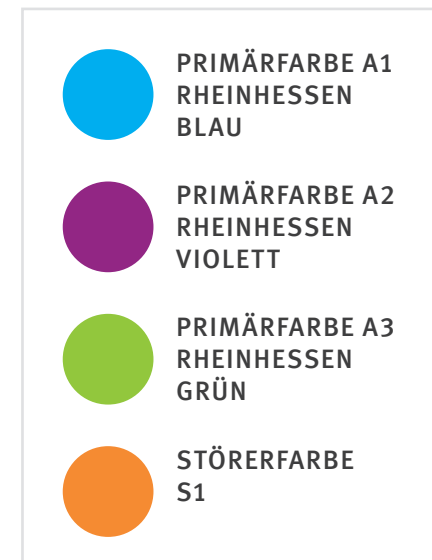 PRIMÄRFARBE A1
RHEINHESSEN
BLAU
PRIMÄRFARBE A2
RHEINHESSEN
VIOLETT
PRIMÄRFARBE A3
RHEINHESSEN
GRÜN
STÖRERFARBE
S1